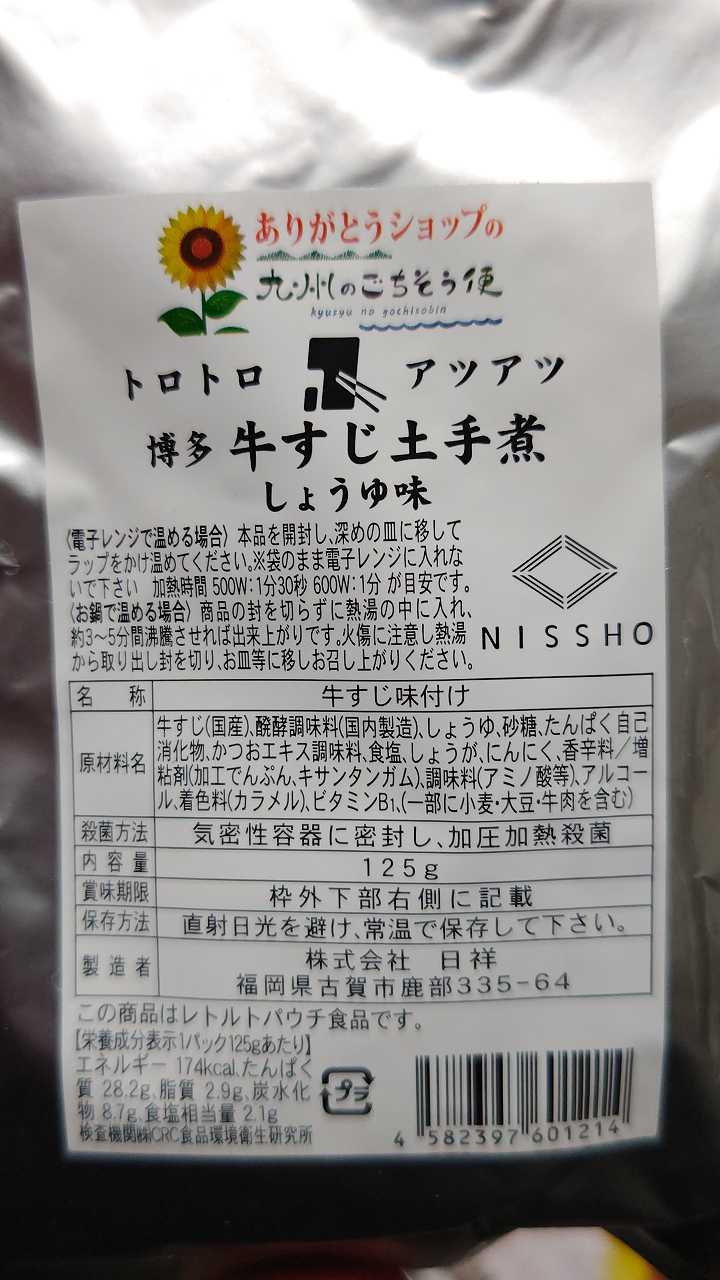 ありがとうショップの
九州のごちそう便
kyusyu no gochisobin
トロトロ アツアツ
博多 牛すじ土手煮
しょうゆ味
〈電子レンジで温める場合〉 本品を開封し、深めの皿に移して
ラップをかけ温めてください。※袋のまま電子レンジに入れな
いで下さい 加熱時間 500W:1分30秒 600W:1分 が目安です。
〈お鍋で温める場合〉 商品の封を切らずに熱湯の中に入れ、
約3〜5分間沸騰させれば出来上がりです。火傷に注意し熱湯
から取り出し封を切り、お皿等に移しお召し上がりください。
NISSHO
名称 牛すじ味付け
原材料名 牛すじ(国産)、醗酵調味料(国内製造)、しょうゆ、砂糖、たんぱく自己
消化物、かつおエキス調味料、食塩、しょうが、にんにく、香辛料／増
粘剤(加工でんぷん、キサンタンガム)、調味料(アミノ酸等)、アルコー
ル、着色料(カラメル)、ビタミンB₁、(一部に小麦・大豆・牛肉を含む)
殺菌方法 気密性容器に密封し、加圧加熱殺菌
内容量 125g
賞味期限 枠外下部右側に記載
保存方法 直射日光を避け、常温で保存して下さい。
製造者 株式会社 日祥
福岡県古賀市鹿部335-64
この商品はレトルトパウチ食品です。
【栄養成分表示1パック125gあたり】
エネルギー 174kcal、たんぱく
質 28.2g、脂質 2.9g、炭水化
物 8.7g、食塩相当量 2.1g
検査機関㈱CRC食品環境衛生研究所
プラ
4 582397 601214